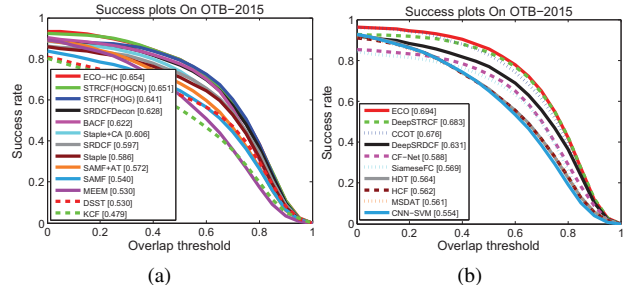 Success plots On OTB-2015
Success rate
1
0.8
0.6
0.4
0.2
0
ECO-HC [0.654]
STRCF(HOGCN) [0.651]
STRCF(HOG) [0.641]
SRDCFDecon [0.628]
BACF [0.622]
Staple+CA [0.606]
SRDCF [0.597]
Staple [0.586]
SAMF+AT [0.572]
SAMF [0.540]
MEEM [0.530]
DSST [0.530]
KCF [0.479]
0 0.2 0.4 0.6 0.8 1
Overlap threshold
(a)
Success plots On OTB-2015
Success rate
1
0.8
0.6
0.4
0.2
0
ECO [0.694]
DeepSTRCF [0.683]
CCOT [0.676]
DeepSRDCF [0.631]
CF-Net [0.588]
SiameseFC [0.569]
HDT [0.564]
HCF [0.562]
MSDAT [0.561]
CNN-SVM [0.554]
0 0.2 0.4 0.6 0.8 1
Overlap threshold
(b)